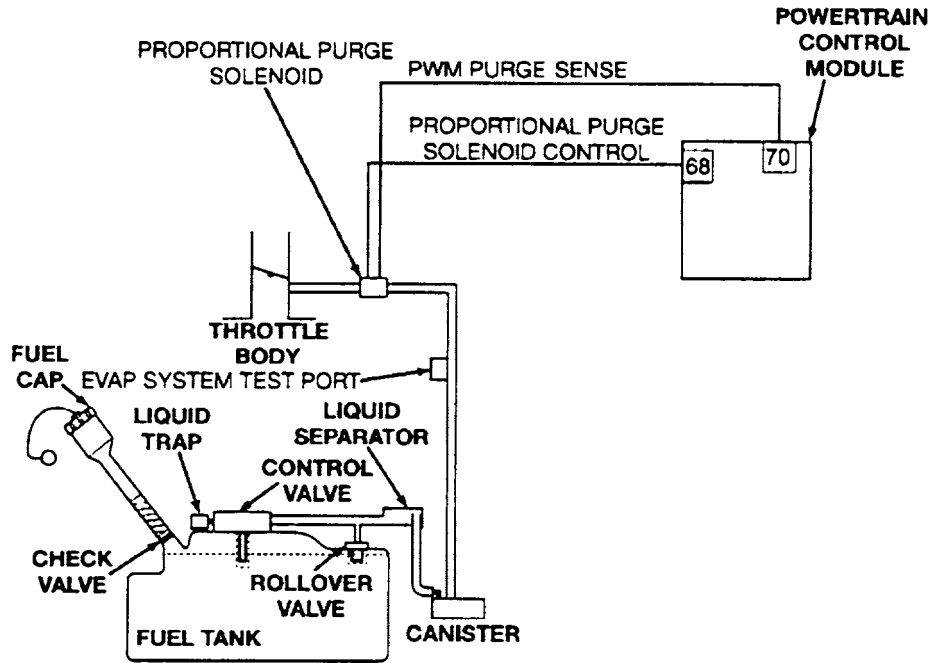 POWERTRAIN
CONTROL
MODULE
PROPORTIONAL PURGE
SOLENOID
PWM PURGE SENSE
PROPORTIONAL PURGE
SOLENOID CONTROL
68
70
THROTTLE
BODY
FUEL
CAP
EVAP SYSTEM TEST PORT
LIQUID
TRAP
LIQUID
SEPARATOR
CONTROL
VALVE
CHECK
VALVE
ROLLOVER
VALVE
FUEL TANK
CANISTER